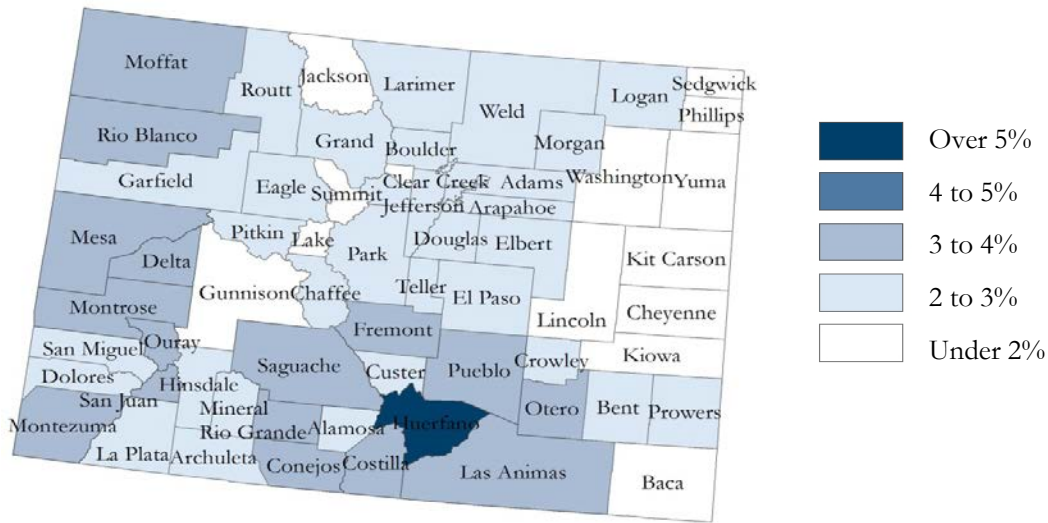 Moffat
Routt
Jackson
Larimer
Weld
Logan
Sedgwick
Phillips
Rio Blanco
Grand
Boulder
Morgan
Garfield
Eagle
Summit
Clear Creek
Adams
Washington
Yuma
Jefferson
Arapahoe
Mesa
Pitkin
Lake
Park
Douglas
Elbert
Delta
Kit Carson
Gunnison
Chaffee
Teller
El Paso
Montrose
Lincoln
Cheyenne
Ouray
Fremont
San Miguel
Saguache
Custer
Pueblo
Crowley
Kiowa
Dolores
Hinsdale
San Juan
Mineral
Otero
Bent
Prowers
Montezuma
Rio Grande
Alamosa
Huerfano
La Plata
Archuleta
Conejos
Costilla
Las Animas
Baca
Over 5%
4 to 5%
3 to 4%
2 to 3%
Under 2%